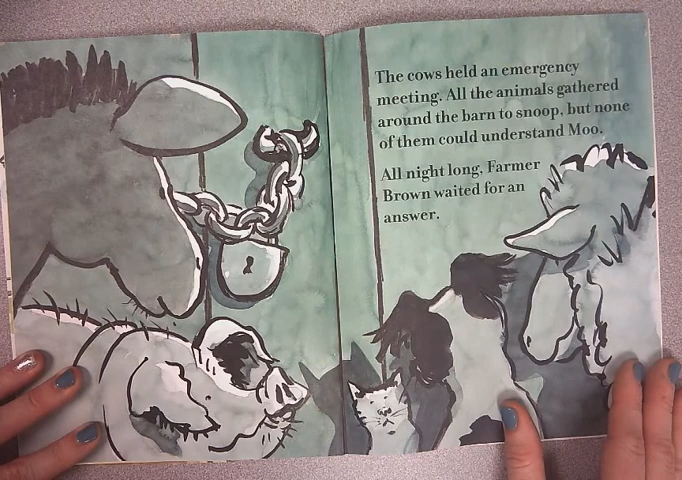 The cows held an emergency
meeting. All the animals gathered
around the barn to snoop, but none
of them could understand Moo.
All night long, Farmer
Brown waited for an
answer.